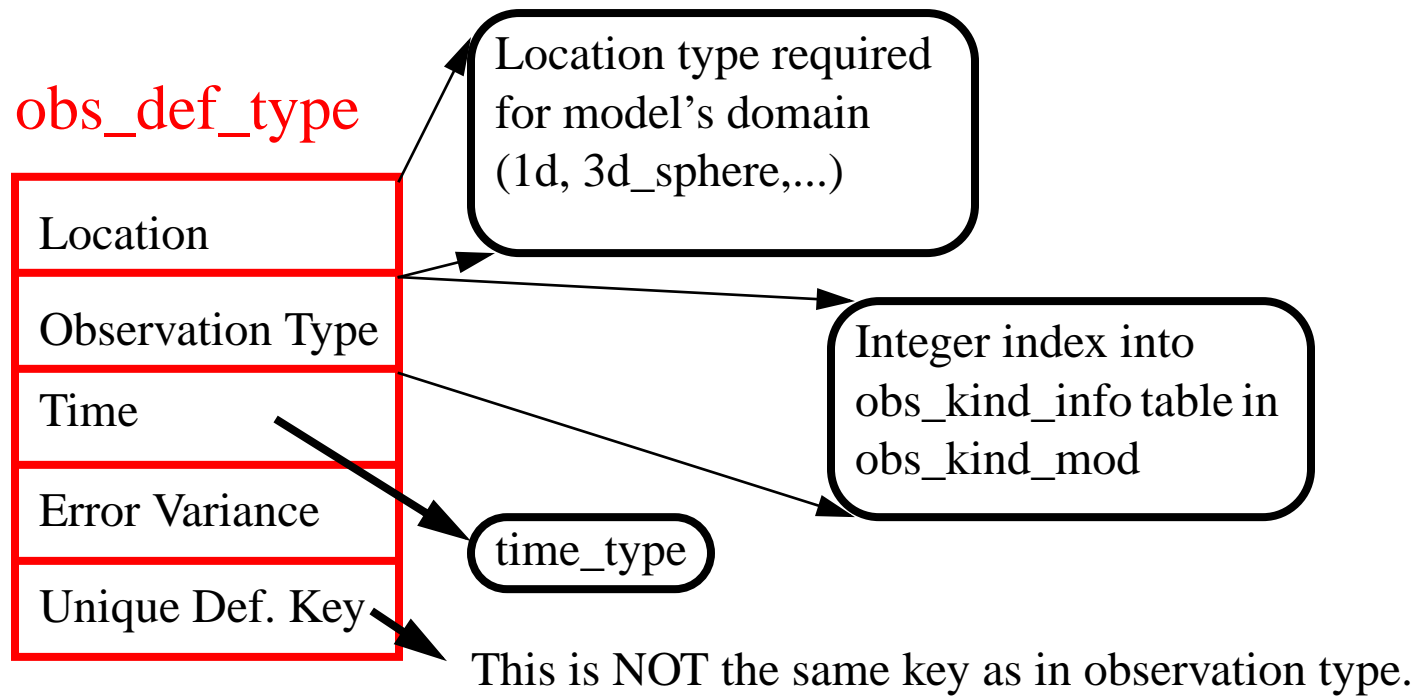 obs_def_type
Location
Observation Type
Time
Error Variance
Unique Def. Key
Location type required
for model’s domain
(1d, 3d_sphere,...)
Integer index into
obs_kind_info table in
obs_kind_mod
time_type
This is NOT the same key as in observation type.